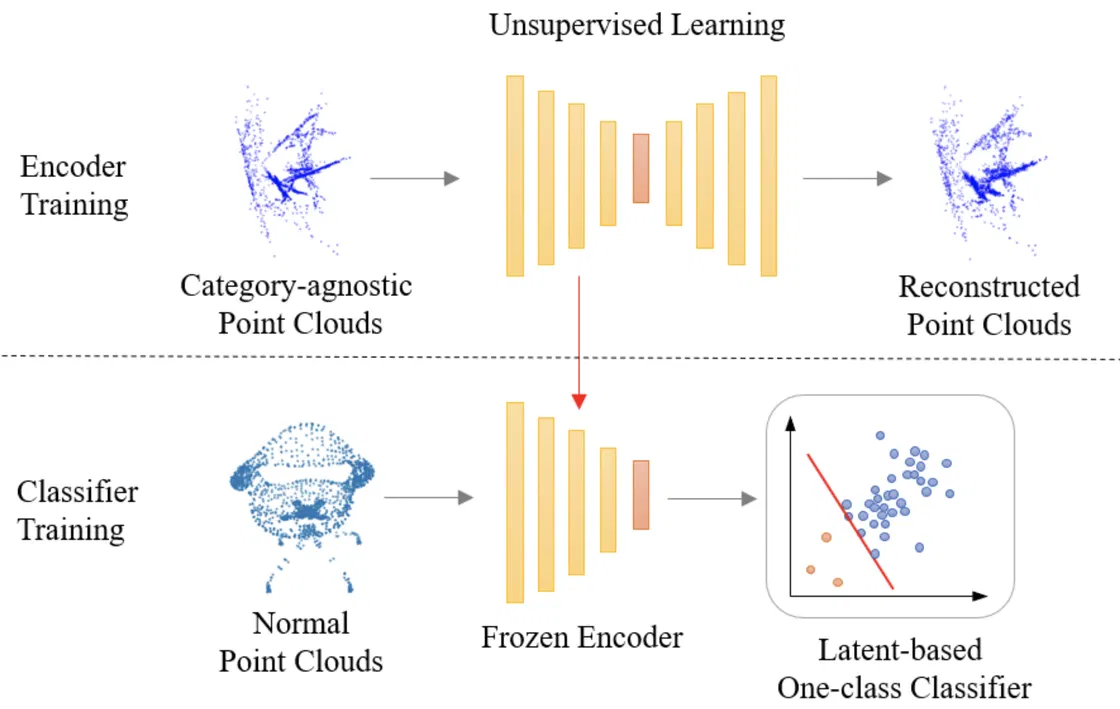 Unsupervised Learning
Encoder
Training
Category-agnostic
Point Clouds
Reconstructed
Point Clouds
Classifier
Training
Normal
Point Clouds
Frozen Encoder
Latent-based
One-class Classifier